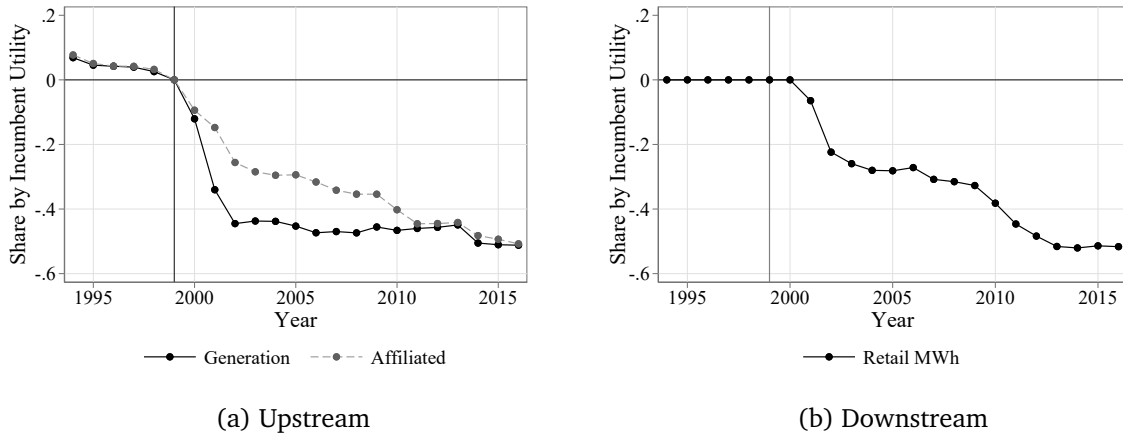 .2
0
-.2
-.4
-.6
Share by Incumbent Utility
1995
2000
2005
2010
2015
Year
Generation
Affiliated
(a) Upstream
.2
0
-.2
-.4
-.6
Share by Incumbent Utility
1995
2000
2005
2010
2015
Year
Retail MWh
(b) Downstream